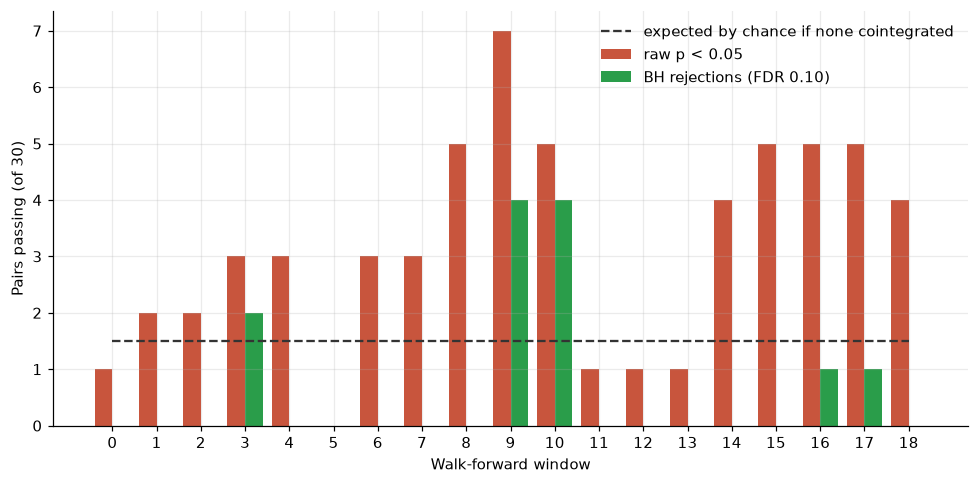 expected by chance if none cointegrated
raw p < 0.05
BH rejections (FDR 0.10)
Pairs passing (of 30)
7
6
5
4
3
2
1
0
0 1 2 3 4 5 6 7 8 9 10 11 12 13 14 15 16 17 18
Walk-forward window